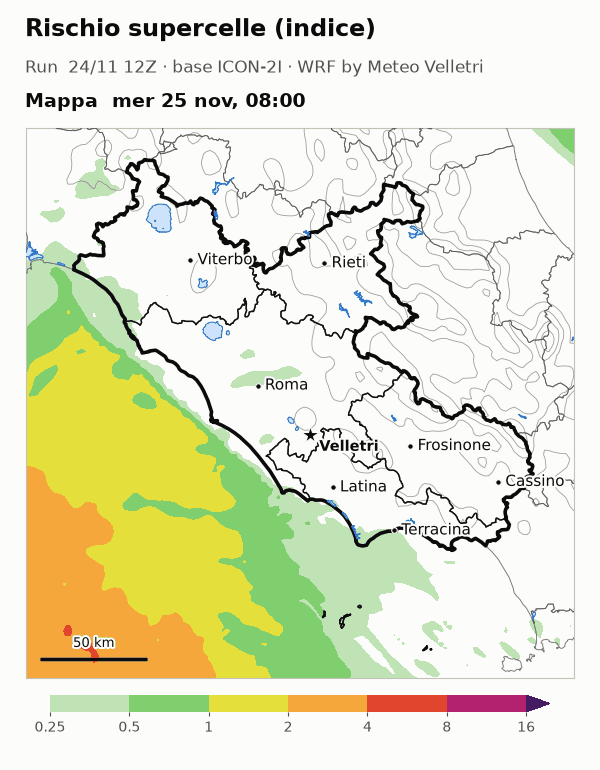 Rischio supercelle (indice)
Run  24/11 12Z · base ICON-2I · WRF by Meteo Velletri
Mappa  mer 25 nov, 08:00
Viterbo
Rieti
Roma
Velletri
Frosinone
Latina
Cassino
Terracina
50 km
0.25 0.5 1 2 4 8 16